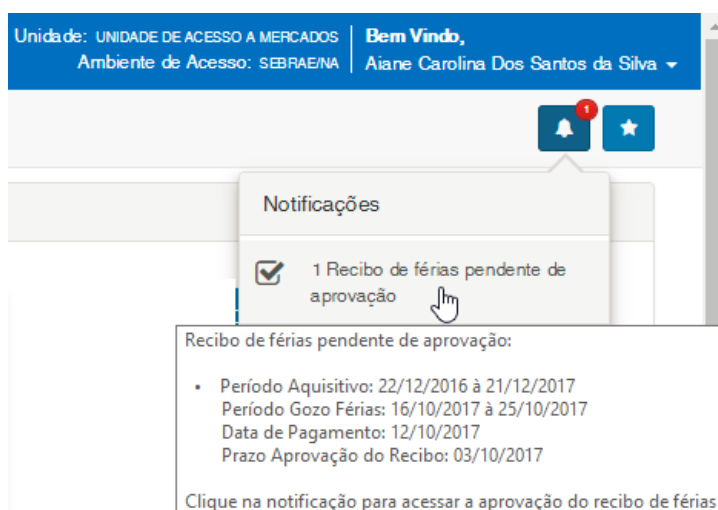 Unidade: UNIDADE DE ACESSO A MERCADOS
Ambiente de Acesso: SEBRAE/NA
Bem Vindo,
Aiane Carolina Dos Santos da Silva
1
Notificações
1 Recibo de férias pendente de
aprovação
Recibo de férias pendente de aprovação:
• Período Aquisitivo: 22/12/2016 à 21/12/2017
Período Gozo Férias: 16/10/2017 à 25/10/2017
Data de Pagamento: 12/10/2017
Prazo Aprovação do Recibo: 03/10/2017
Clique na notificação para acessar a aprovação do recibo de férias